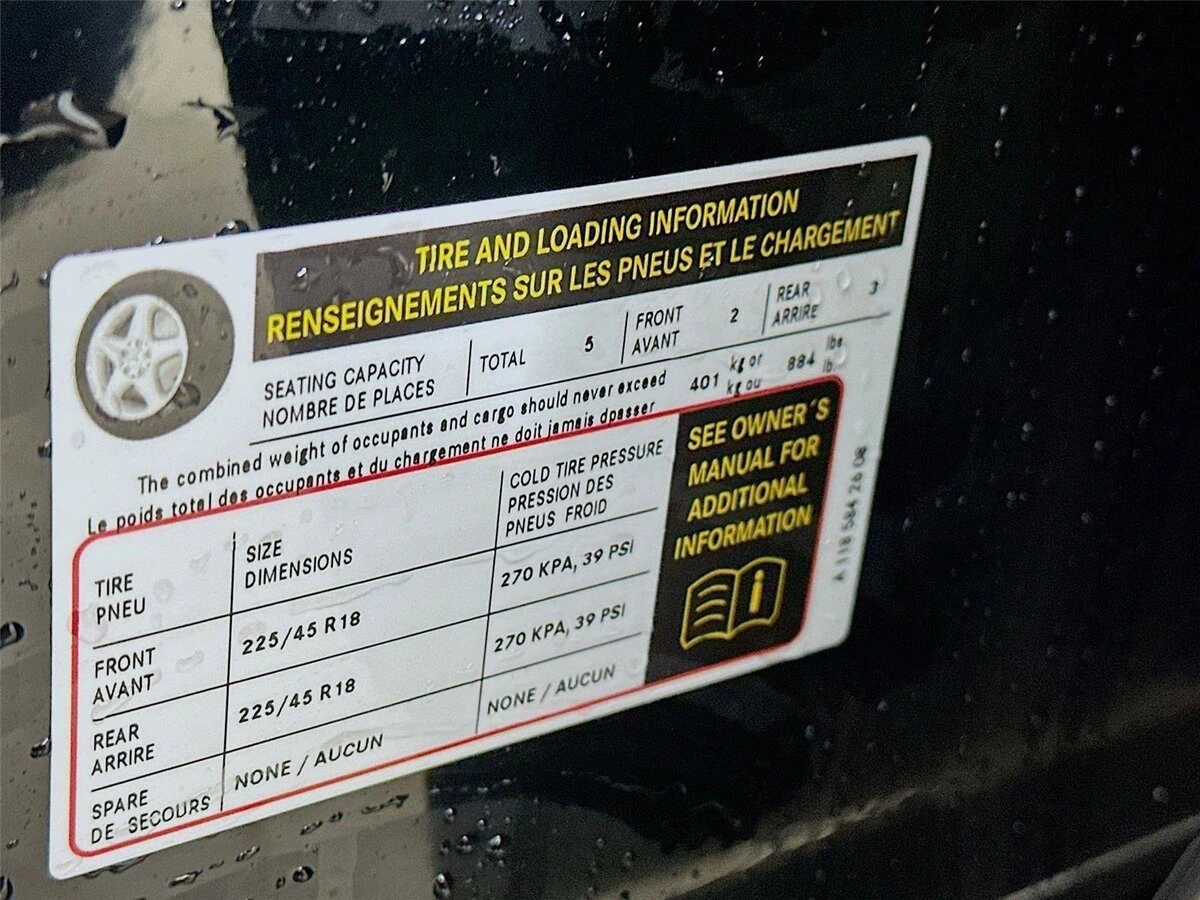 TIRE AND LOADING INFORMATION
RENSEIGNEMENTS SUR LES PNEUS ET LE CHARGEMENT
SEATING CAPACITY
NOMBRE DE PLACES
TOTAL 5
FRONT
AVANT
2
REAR
ARRIRE
3
The combined weight of occupants and cargo should never exceed
Le poids total des occupants et du chargement ne doit jamais dpasser
401 kg or 884 lbs
kg ou lb
TIRE
PNEU
SIZE
DIMENSIONS
COLD TIRE PRESSURE
PRESSION DES
PNEUS FROID
FRONT
AVANT
225/45 R18
270 KPA, 39 PSI
REAR
ARRIRE
225/45 R18
270 KPA, 39 PSI
SPARE
DE SECOURS
NONE / AUCUN
NONE / AUCUN
SEE OWNER'S
MANUAL FOR
ADDITIONAL
INFORMATION
A 118 584 26 08